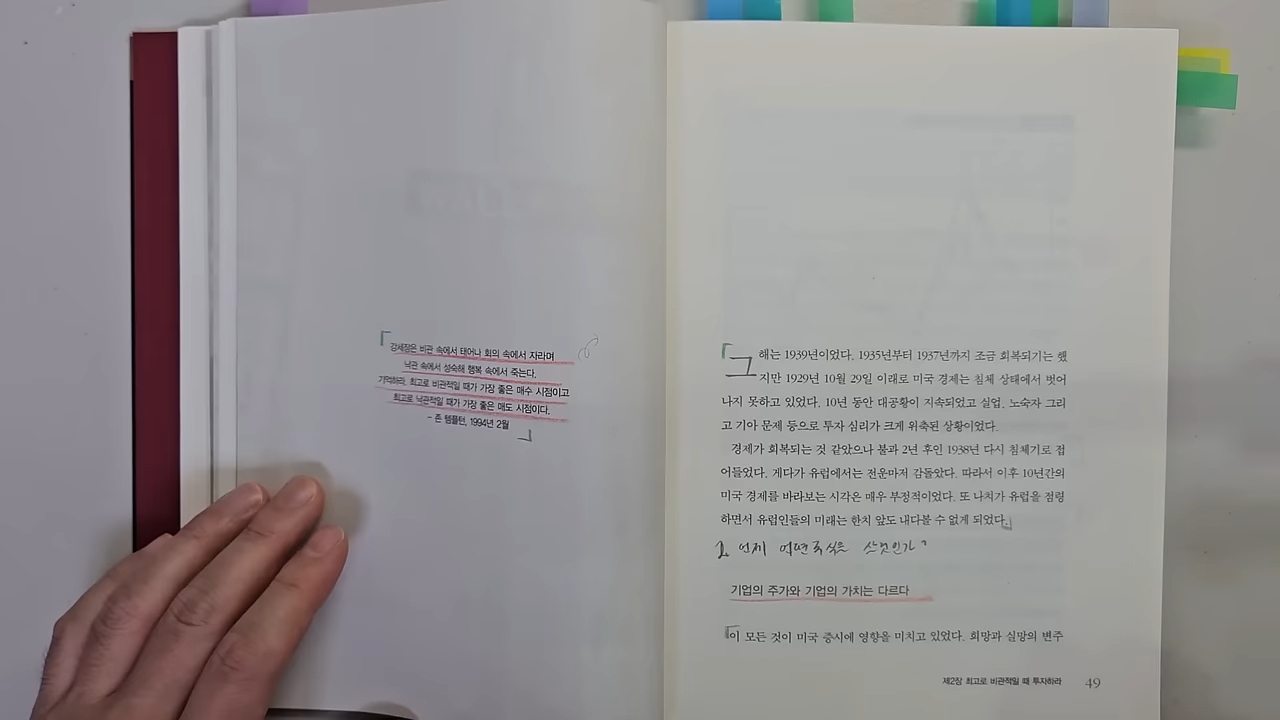 강세장은 비관 속에서 태어나 회의 속에서 자라며
낙관 속에서 성숙해 행복 속에서 죽는다.
기억하라. 최고로 비관적일 때가 가장 좋은 매수 시점이고
최고로 낙관적일 때가 가장 좋은 매도 시점이다.
– 존 템플턴, 1994년 2월
그해는 1939년이었다. 1935년부터 1937년까지 조금 회복되기는 했
지만 1929년 10월 29일 이래로 미국 경제는 침체 상태에서 벗어
나지 못하고 있었다. 10년 동안 대공황이 지속되었고 실업, 노숙자 그리
고 기아 문제 등으로 투자 심리가 크게 위축된 상황이었다.
경제가 회복되는 것 같았으나 불과 2년 후인 1938년 다시 침체기로 접
어들었다. 게다가 유럽에서는 전운마저 감돌았다. 따라서 이후 10년간의
미국 경제를 바라보는 시각은 매우 부정적이었다. 또 나치가 유럽을 점령
하면서 유럽인들의 미래는 한치 앞도 내다볼 수 없게 되었다.
1. 언제 어떤 주식을 살 것인가?
기업의 주가와 기업의 가치는 다르다
이 모든 것이 미국 증시에 영향을 미치고 있었다. 희망과 실망의 변주
제2장 최고로 비관적일 때 투자하라 49